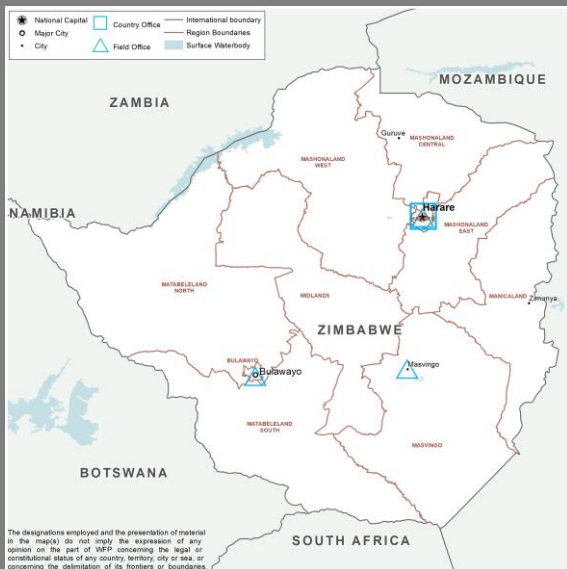 National Capital
Country Office
International boundary
Major City
Region Boundaries
City
Field Office
Surface Waterbody
MOZAMBIQUE
ZAMBIA
Guruve
MASHONALAND
CENTRAL
MASHONALAND
WEST
Harare
NAMIBIA
MASHONALAND
EAST
MATABELELAND
NORTH
MIDLANDS
MANICALAND
Zimanya
ZIMBABWE
BULAWAYO
Bulawayo
Masvingo
MATABELELAND
SOUTH
MASVINGO
BOTSWANA
SOUTH AFRICA
The designations employed and the presentation of material
in the map(s) do not imply the expression of any
opinion on the part of WFP concerning the legal or
constitutional status of any country, territory, city or sea, or
concerning the delimitation of its frontiers or boundaries.